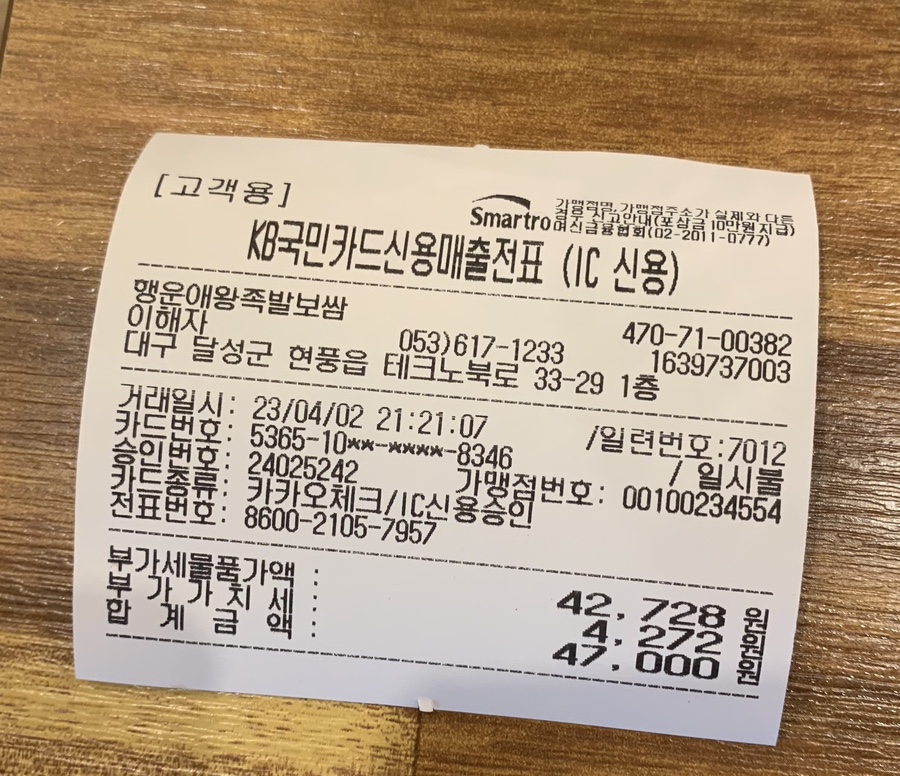 [고객용]
Smartro
가맹점명, 가맹점주소가 실제와 다른
경우 신고안내(포상금 10만원 지급)
여신금융협회(02-2011-0777)
KB국민카드신용매출전표 (IC 신용)
행운애왕족발보쌈 470-71-00382
이해자 053)617-1233 1639737003
대구 달성군 현풍읍 테크노북로 33-29 1층
거래일시: 23/04/02 21:21:07 /일련번호:7012
카드번호: 5365-10**-****-8346 / 일시불
승인번호: 24025242 가맹점번호: 00100234554
카드종류: 카카오체크/IC신용승인
전표번호: 8600-2105-7957
부가세물품가액 : 42,728 원
부 가 가 치 세 : 4,272 원
합 계 금 액 : 47,000 원